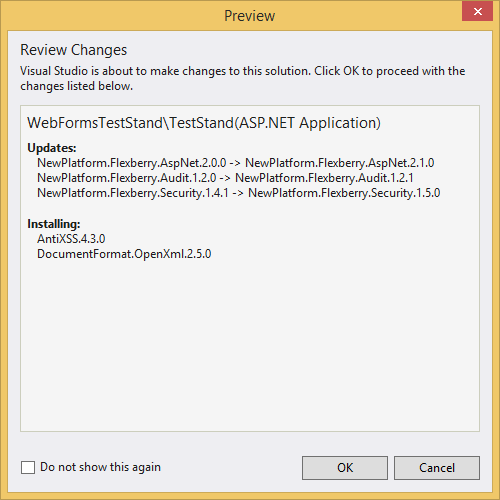 Preview
Review Changes
Visual Studio is about to make changes to this solution. Click OK to proceed with the
changes listed below.
WebFormsTestStand\TestStand(ASP.NET Application)
Updates:
NewPlatform.Flexberry.AspNet.2.0.0 -> NewPlatform.Flexberry.AspNet.2.1.0
NewPlatform.Flexberry.Audit.1.2.0 -> NewPlatform.Flexberry.Audit.1.2.1
NewPlatform.Flexberry.Security.1.4.1 -> NewPlatform.Flexberry.Security.1.5.0
Installing:
AntiXSS.4.3.0
DocumentFormat.OpenXml.2.5.0
Do not show this again
OK
Cancel